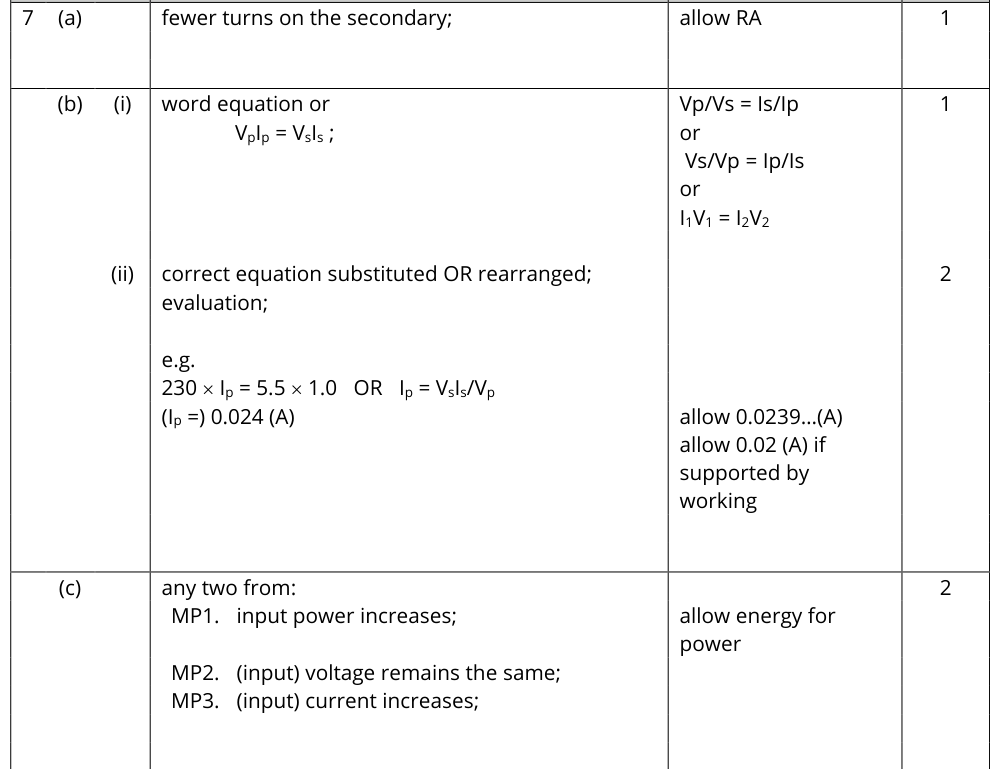 7 (a) fewer turns on the secondary; allow RA 1
(b) (i) word equation or Vp/Vs = Is/Ip 1
VpIp = VsIs ; or
Vs/Vp = Ip/Is
or
I1V1 = I2V2
(ii) correct equation substituted OR rearranged; 2
evaluation;
e.g.
230 × Ip = 5.5 × 1.0 OR Ip = VsIs/Vp
(Ip =) 0.024 (A) allow 0.0239...(A)
allow 0.02 (A) if
supported by
working
(c) any two from: 2
MP1. input power increases; allow energy for
power
MP2. (input) voltage remains the same;
MP3. (input) current increases;